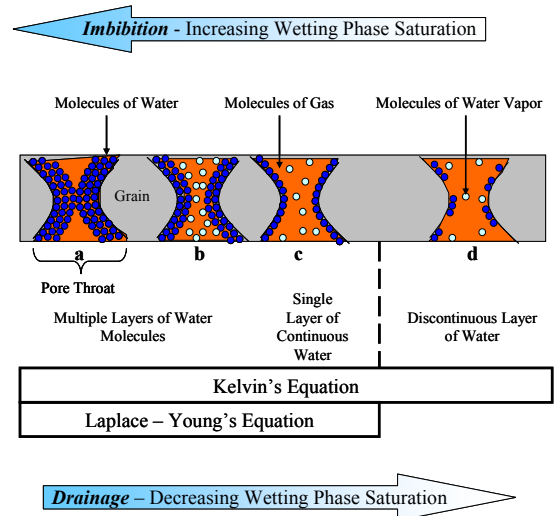 Imbibition - Increasing Wetting Phase Saturation
Molecules of Water
Molecules of Gas
Molecules of Water Vapor
Grain
a
b
c
d
Pore Throat
Multiple Layers of Water
Molecules
Single
Layer of
Continuous
Water
Discontinuous Layer
of Water
Kelvin's Equation
Laplace – Young's Equation
Drainage – Decreasing Wetting Phase Saturation